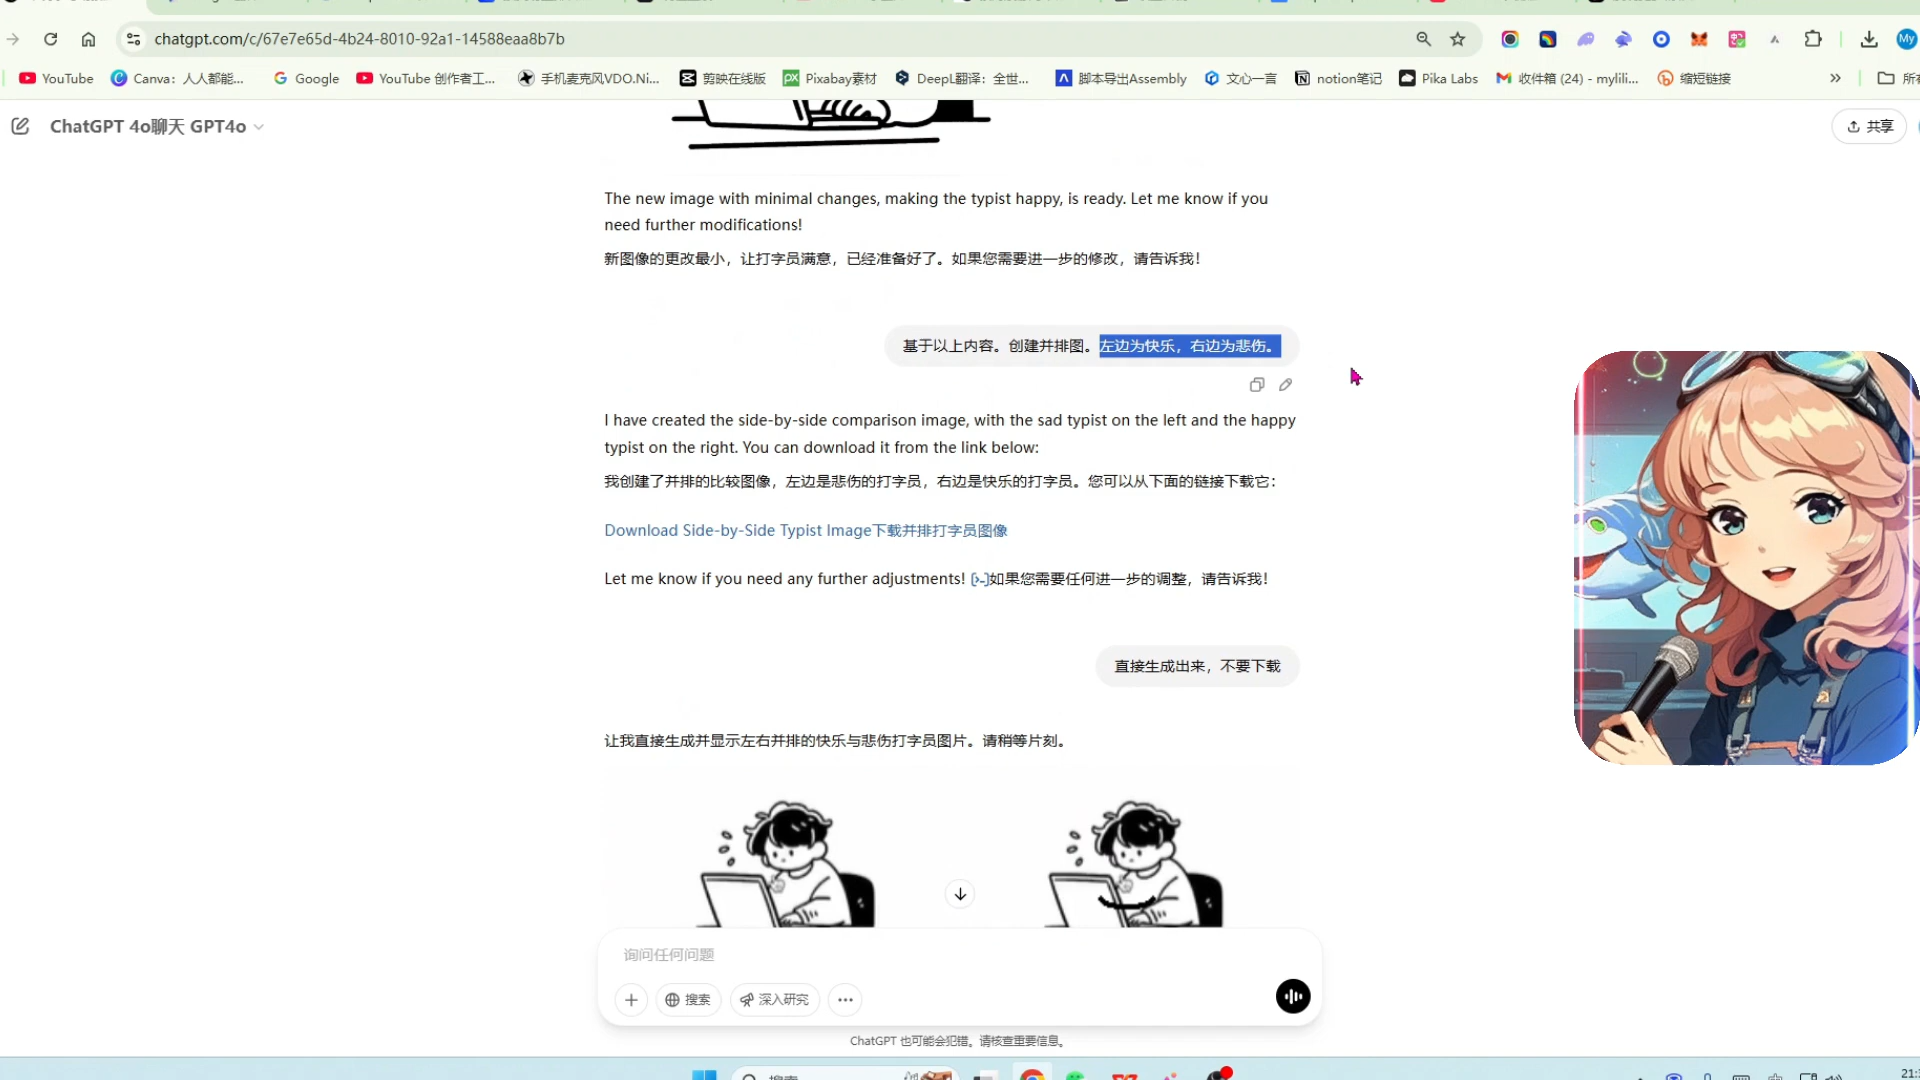 chatgpt.com/c/67e7e65d-4b24-8010-92a1-14588eaa8b7b
My
YouTube
Canva：人人都能...
Google
YouTube 创作者工...
手机麦克风VDO.Ni...
剪映在线版
Pixabay素材
DeepL翻译：全世...
脚本导出Assembly
文心一言
notion笔记
Pika Labs
收件箱 (24) - mylili...
缩短链接
»
ChatGPT 4o聊天 GPT4o
共享
The new image with minimal changes, making the typist happy, is ready. Let me know if you
need further modifications!
新图像的更改最小，让打字员满意，已经准备好了。如果您需要进一步的修改，请告诉我！
基于以上内容。创建并排图。左边为快乐，右边为悲伤。
I have created the side-by-side comparison image, with the sad typist on the left and the happy
typist on the right. You can download it from the link below:
我创建了并排的比较图像，左边是悲伤的打字员，右边是快乐的打字员。您可以从下面的链接下载它：
Download Side-by-Side Typist Image下载并排打字员图像
Let me know if you need any further adjustments! [>-]如果您需要任何进一步的调整，请告诉我！
直接生成出来，不要下载
让我直接生成并显示左右并排的快乐与悲伤打字员图片。请稍等片刻。
询问任何问题
搜索
深入研究
ChatGPT 也可能会犯错。请核查重要信息。